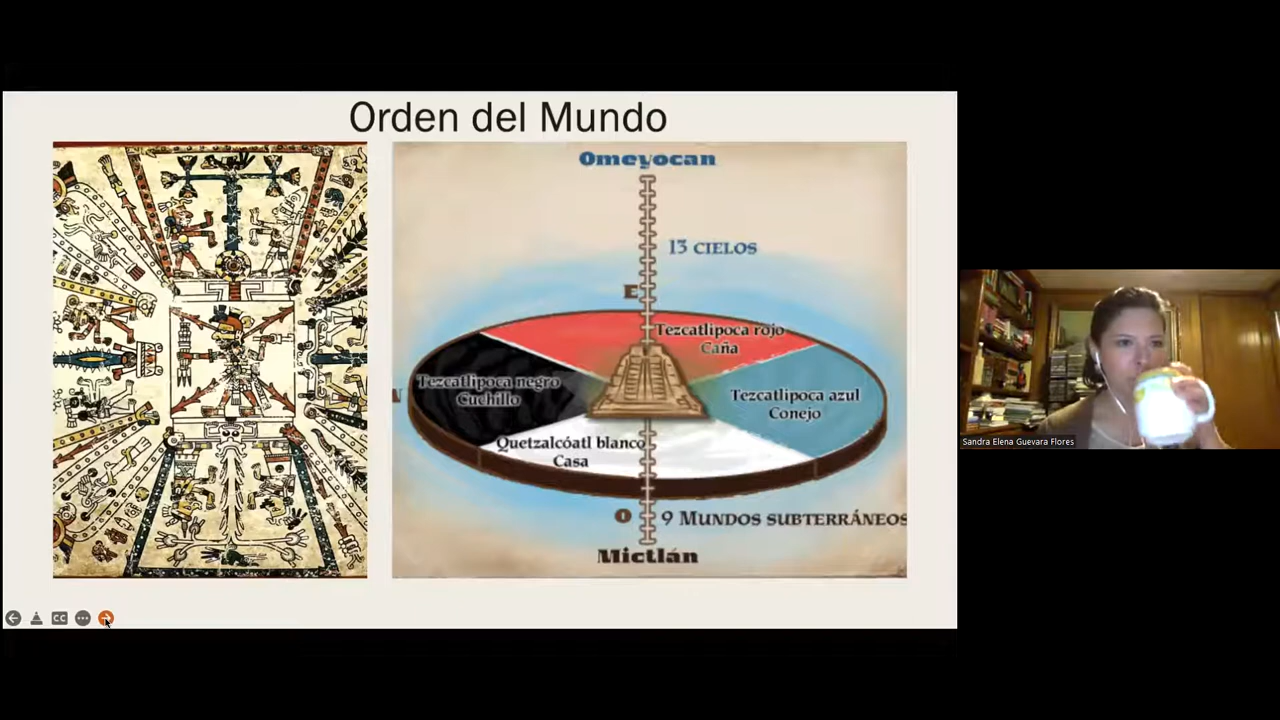 Orden del Mundo
Omeyocan
13 CIELOS
E
Tezcatlipoca rojo
Caña
Tezcatlipoca negro
Cuchillo
Tezcatlipoca azul
Conejo
Quetzalcóatl blanco
Casa
O
9 MUNDOS SUBTERRÁNEOS
Mictlán
CC
Sandra Elena Guevara Flores